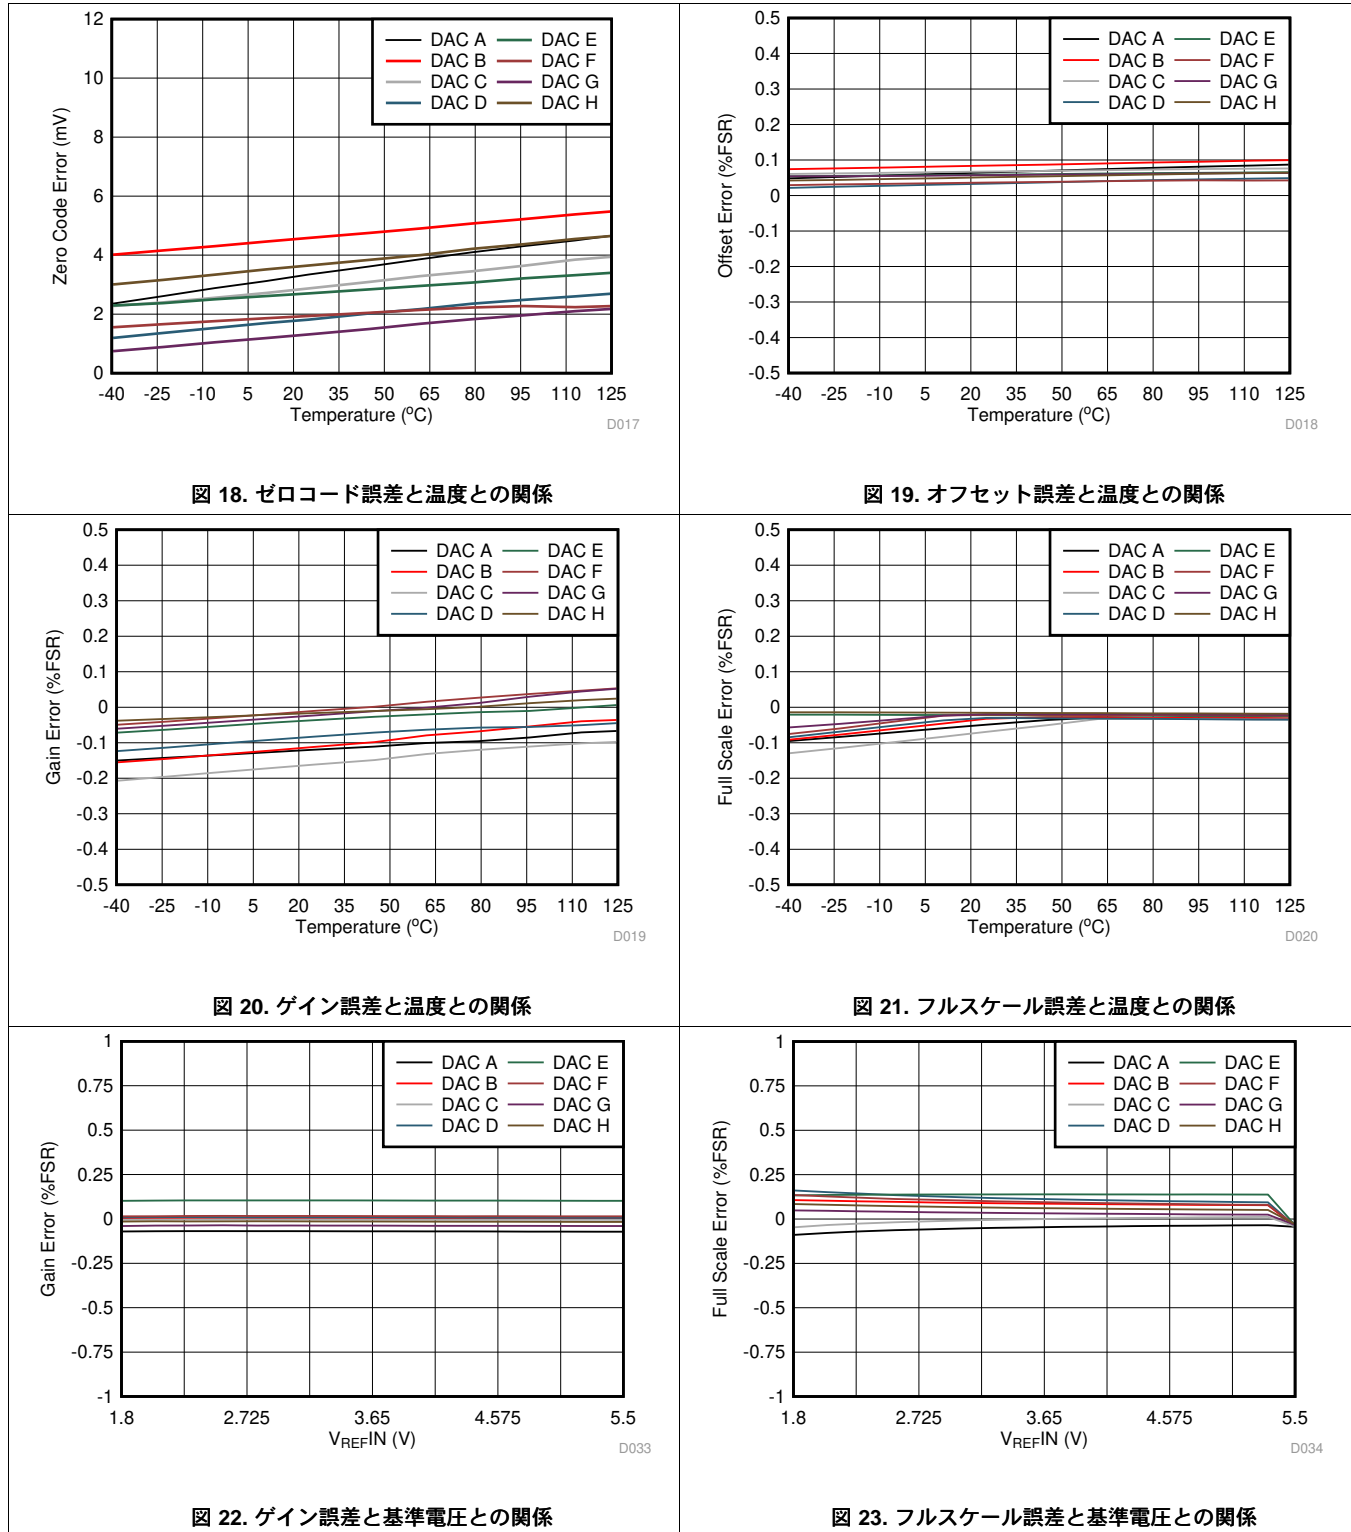 12
10
8
6
4
2
0
Zero Code Error (mV)
DAC A
DAC B
DAC C
DAC D
DAC E
DAC F
DAC G
DAC H
-40 -25 -10 5 20 35 50 65 80 95 110 125
Temperature (ºC)
D017
図 18. ゼロコード誤差と温度との関係
0.5
0.4
0.3
0.2
0.1
0
-0.1
-0.2
-0.3
-0.4
-0.5
Offset Error (%FSR)
DAC A
DAC B
DAC C
DAC D
DAC E
DAC F
DAC G
DAC H
-40 -25 -10 5 20 35 50 65 80 95 110 125
Temperature (ºC)
D018
図 19. オフセット誤差と温度との関係
0.5
0.4
0.3
0.2
0.1
0
-0.1
-0.2
-0.3
-0.4
-0.5
Gain Error (%FSR)
DAC A
DAC B
DAC C
DAC D
DAC E
DAC F
DAC G
DAC H
-40 -25 -10 5 20 35 50 65 80 95 110 125
Temperature (ºC)
D019
図 20. ゲイン誤差と温度との関係
0.5
0.4
0.3
0.2
0.1
0
-0.1
-0.2
-0.3
-0.4
-0.5
Full Scale Error (%FSR)
DAC A
DAC B
DAC C
DAC D
DAC E
DAC F
DAC G
DAC H
-40 -25 -10 5 20 35 50 65 80 95 110 125
Temperature (ºC)
D020
図 21. フルスケール誤差と温度との関係
1
0.75
0.5
0.25
0
-0.25
-0.5
-0.75
-1
Gain Error (%FSR)
DAC A
DAC B
DAC C
DAC D
DAC E
DAC F
DAC G
DAC H
1.8 2.725 3.65 4.575 5.5
VREFIN (V)
D033
図 22. ゲイン誤差と基準電圧との関係
1
0.75
0.5
0.25
0
-0.25
-0.5
-0.75
-1
Full Scale Error (%FSR)
DAC A
DAC B
DAC C
DAC D
DAC E
DAC F
DAC G
DAC H
1.8 2.725 3.65 4.575 5.5
VREFIN (V)
D034
図 23. フルスケール誤差と基準電圧との関係